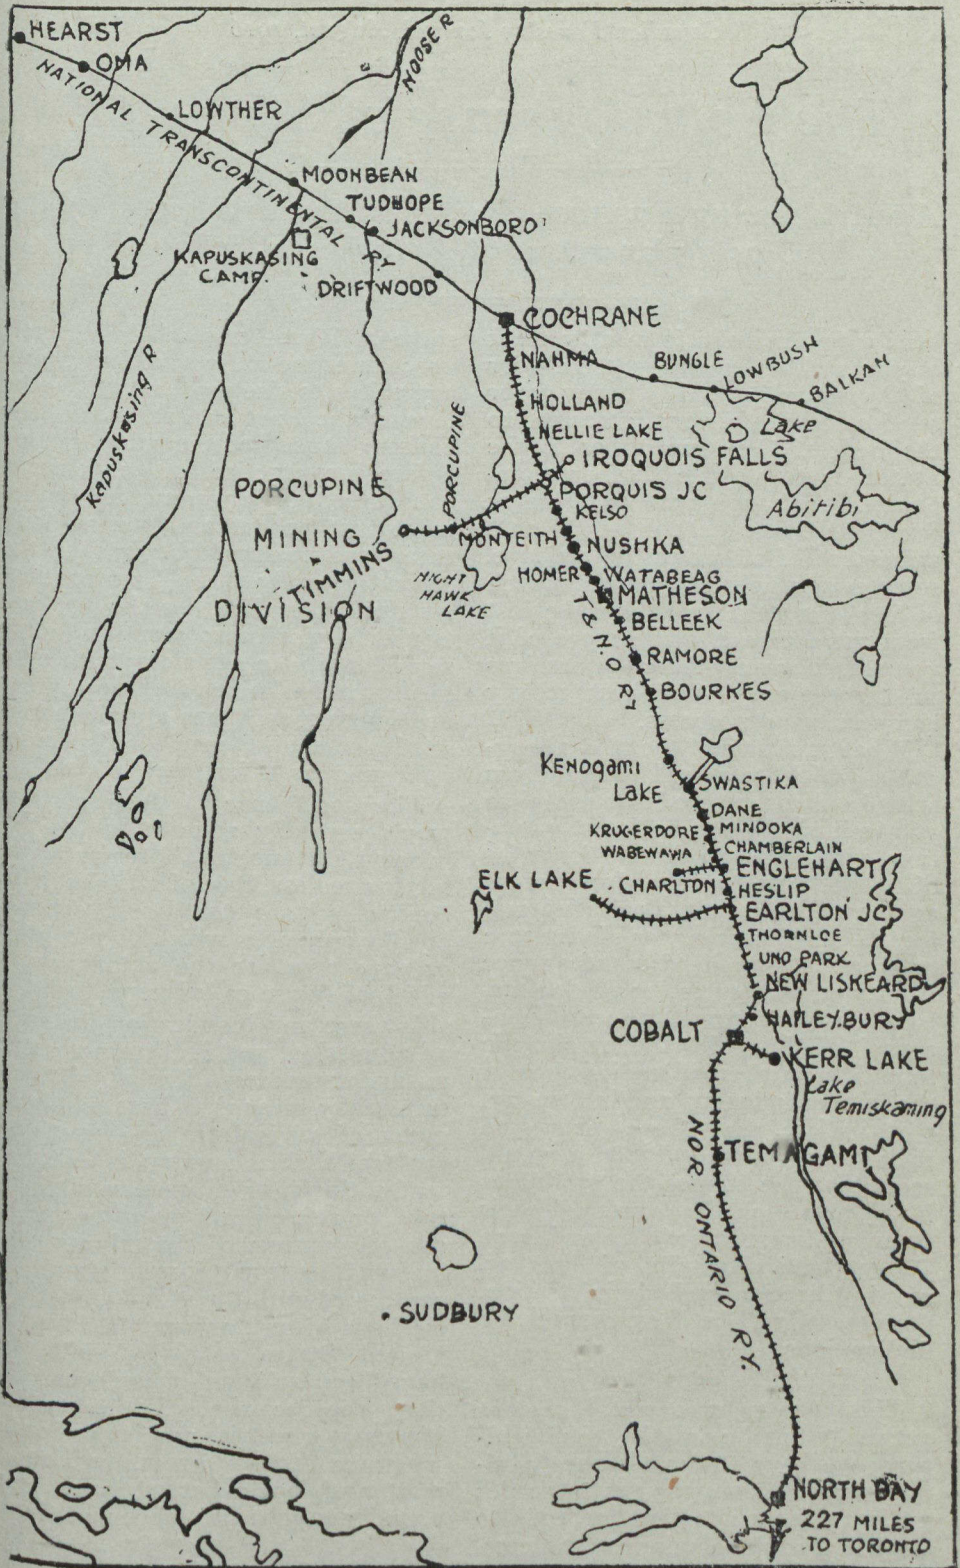 HEARST
OMA
NATIONAL TRANSCONTINENTAL RY
LOWTHER
MOOSE R
MOONBEAN
TUDHOPE
JACKSONBORO'
KAPUSKASING
CAMP.
DRIFTWOOD
COCHRANE
NAHMA
BUNGLE
LOWBUSH
BALKAN
HOLLAND
NELLIE LAKE
Lake
Abitibi
Kapuskasing R
PORCUPINE
IROQUOIS FALLS
PORCUPINE
MINING
DIVISION
PORQUIS JC
KELSO
MONTEITH
NUSHKA
TIMMINS
NIGHT
HAWK
LAKE
HOMER
WATABEAG
MATHESON
T & N.O. RY
BELLEEK
RAMORE
BOURKES
Kenogami
Lake
SWASTIKA
DANE
KRUGERDORE
MINDOKA
WABEWAWA
CHAMBERLAIN
ENGLEHART
ELK LAKE
CHARLTON
HESLIP
EARLTON JC
THORNLOE
UNO PARK
NEW LISKEARD
HAILEYBURY
COBALT
KERR LAKE
Lake
Temiskaming
TEMAGAMI
NOR. ONTARIO RY.
SUDBURY
NORTH BAY
227 MILES
TO TORONTO